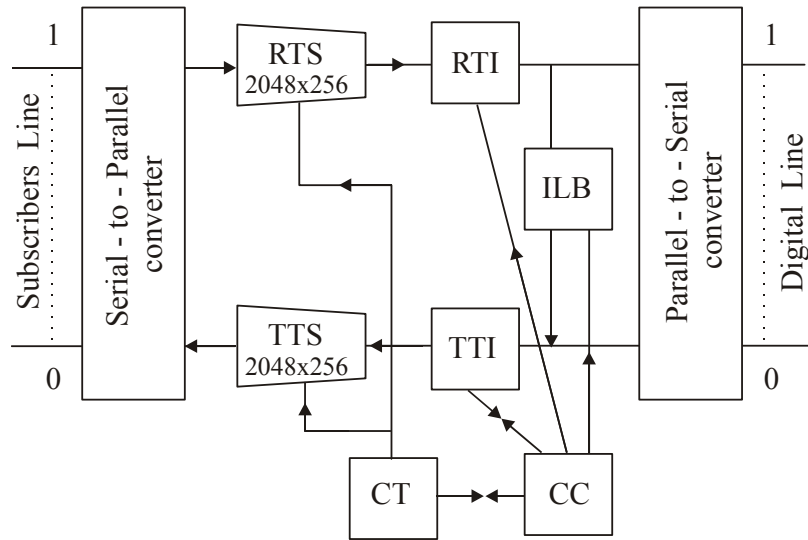 1
Subscribers Line
0
Serial - to - Parallel
converter
RTS
2048x256
RTI
ILB
TTS
2048x256
TTI
CT
CC
Parallel - to - Serial
converter
1
Digital Line
0